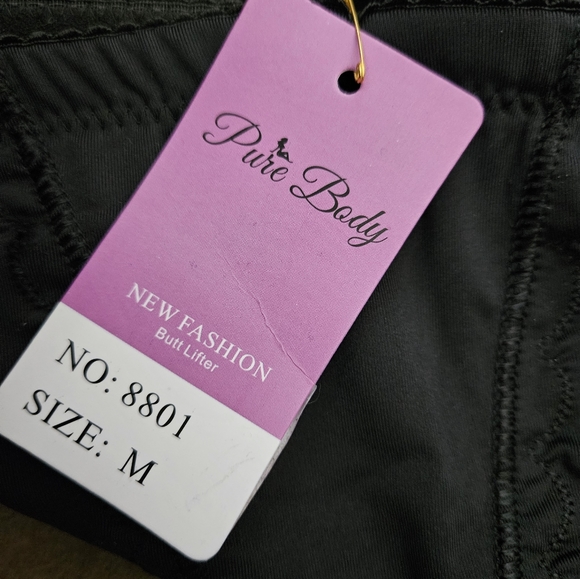 Pure Body
NEW FASHION
Butt Lifter
NO: 8801
SIZE: M